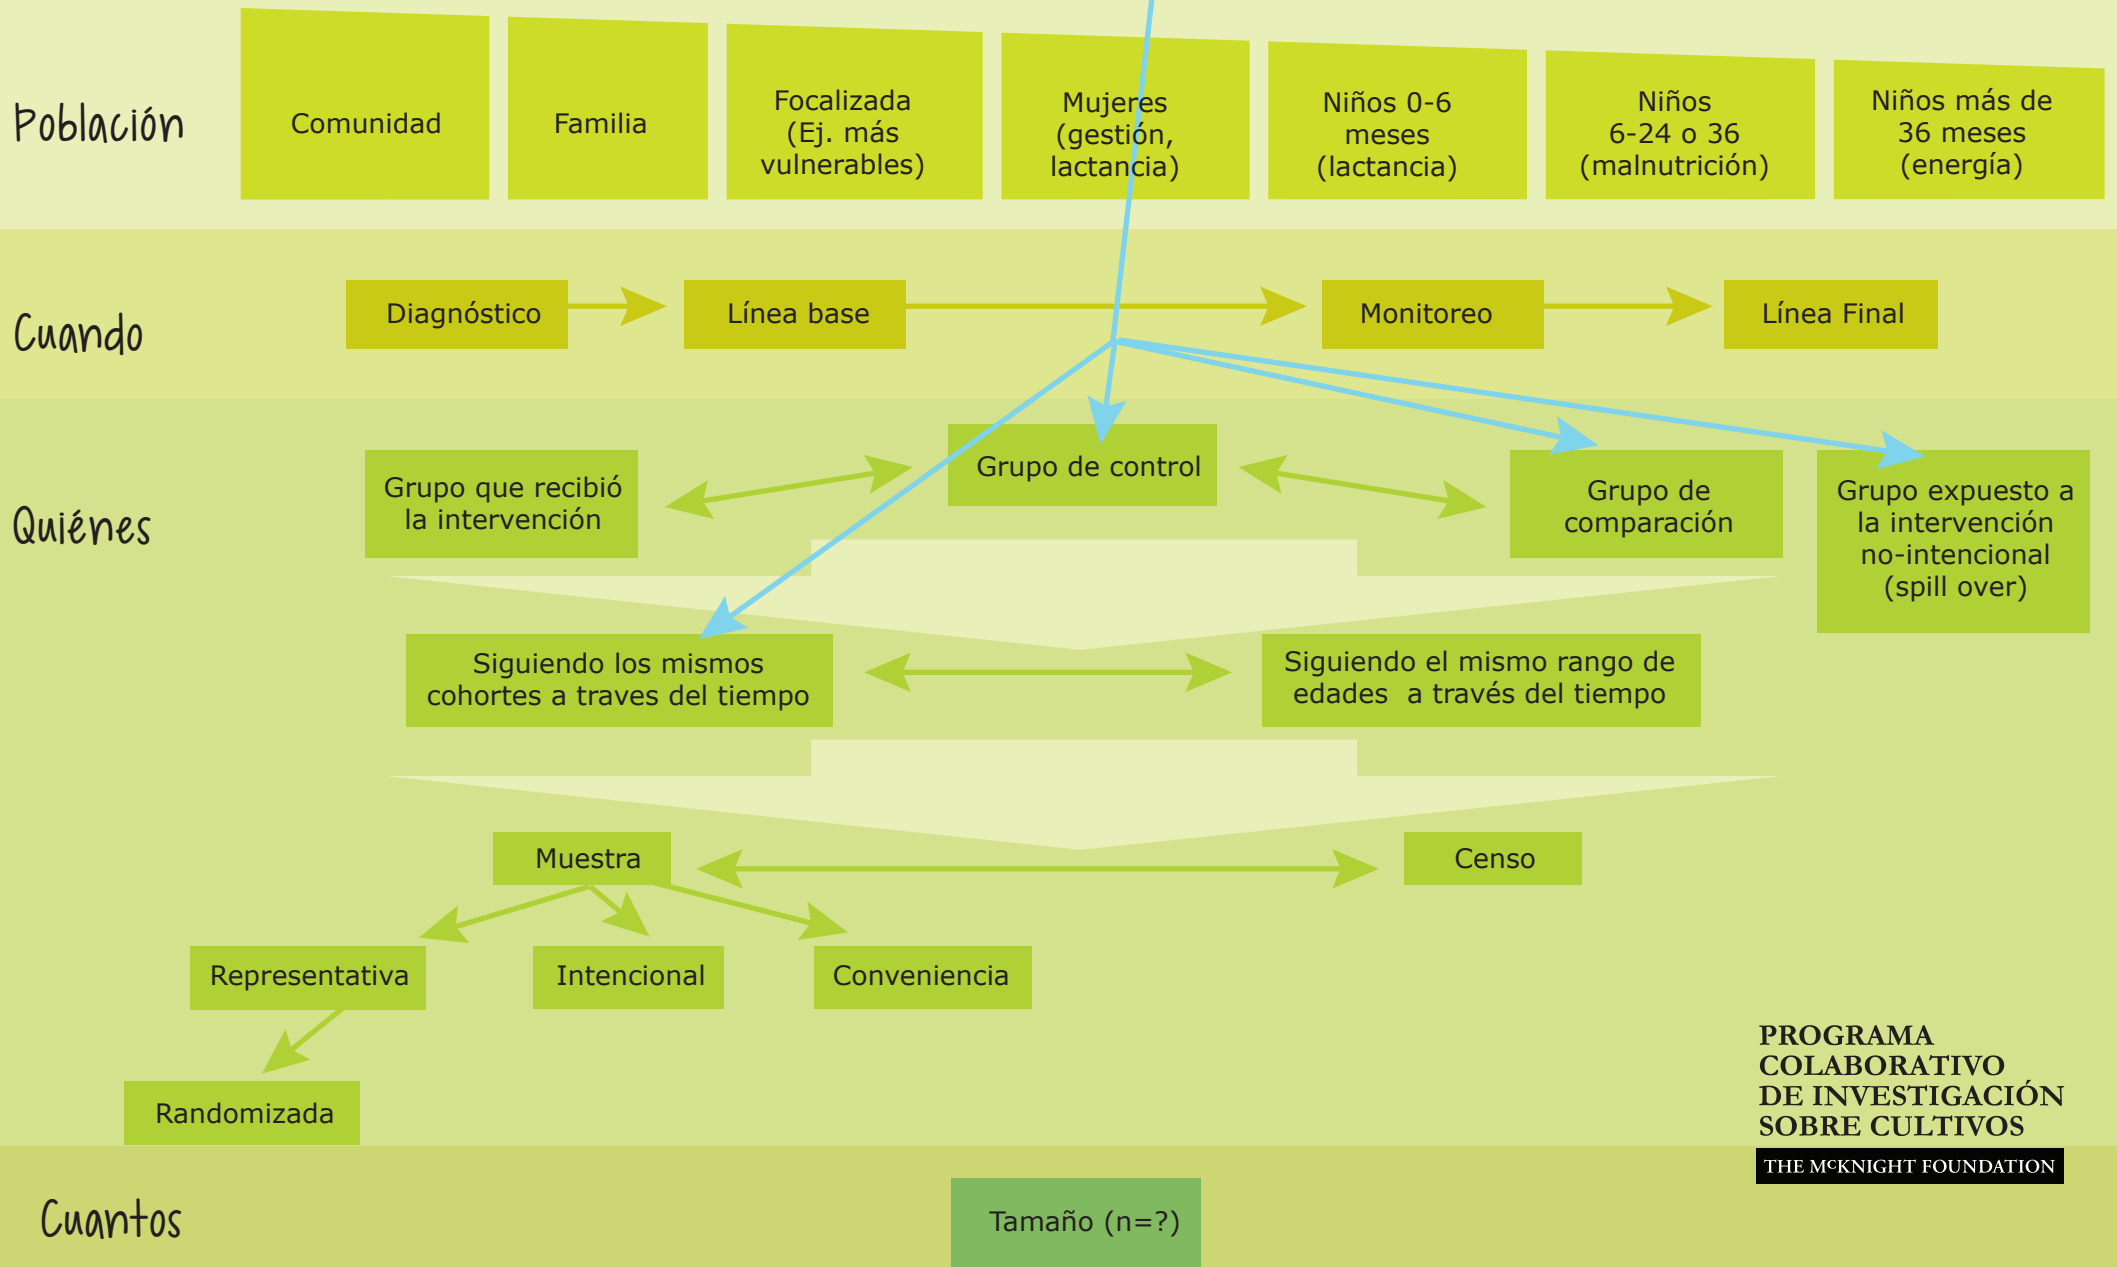 Población
Comunidad
Familia
Focalizada
(Ej. más
vulnerables)
Mujeres
(gestión,
lactancia)
Niños 0-6
meses
(lactancia)
Niños
6-24 o 36
(malnutrición)
Niños más de
36 meses
(energía)
Cuando
Diagnóstico
Línea base
Monitoreo
Línea Final
Quiénes
Grupo que recibió
la intervención
Grupo de control
Grupo de
comparación
Grupo expuesto a
la intervención
no-intencional
(spill over)
Siguiendo los mismos
cohortes a traves del tiempo
Siguiendo el mismo rango de
edades a través del tiempo
Muestra
Censo
Representativa
Intencional
Conveniencia
Randomizada
PROGRAMA
COLABORATIVO
DE INVESTIGACIÓN
SOBRE CULTIVOS
THE McKNIGHT FOUNDATION
Cuantos
Tamaño (n=?)